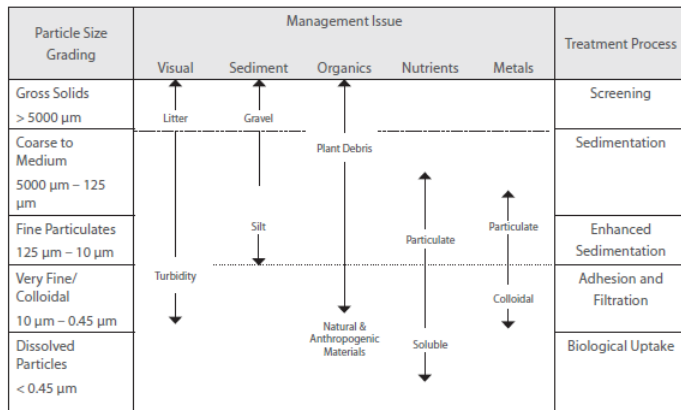 Particle Size
Grading
Management Issue
Treatment Process
Visual Sediment Organics Nutrients Metals
Gross Solids
> 5000 µm
Litter
Gravel
Screening
Coarse to
Medium
5000 µm – 125
µm
Plant Debris
Sedimentation
Fine Particulates
125 µm – 10 µm
Silt
Particulate
Particulate
Enhanced
Sedimentation
Very Fine/
Colloidal
10 µm – 0.45 µm
Turbidity
Colloidal
Adhesion and
Filtration
Natural &
Anthropogenic
Materials
Dissolved
Particles
< 0.45 µm
Soluble
Biological Uptake